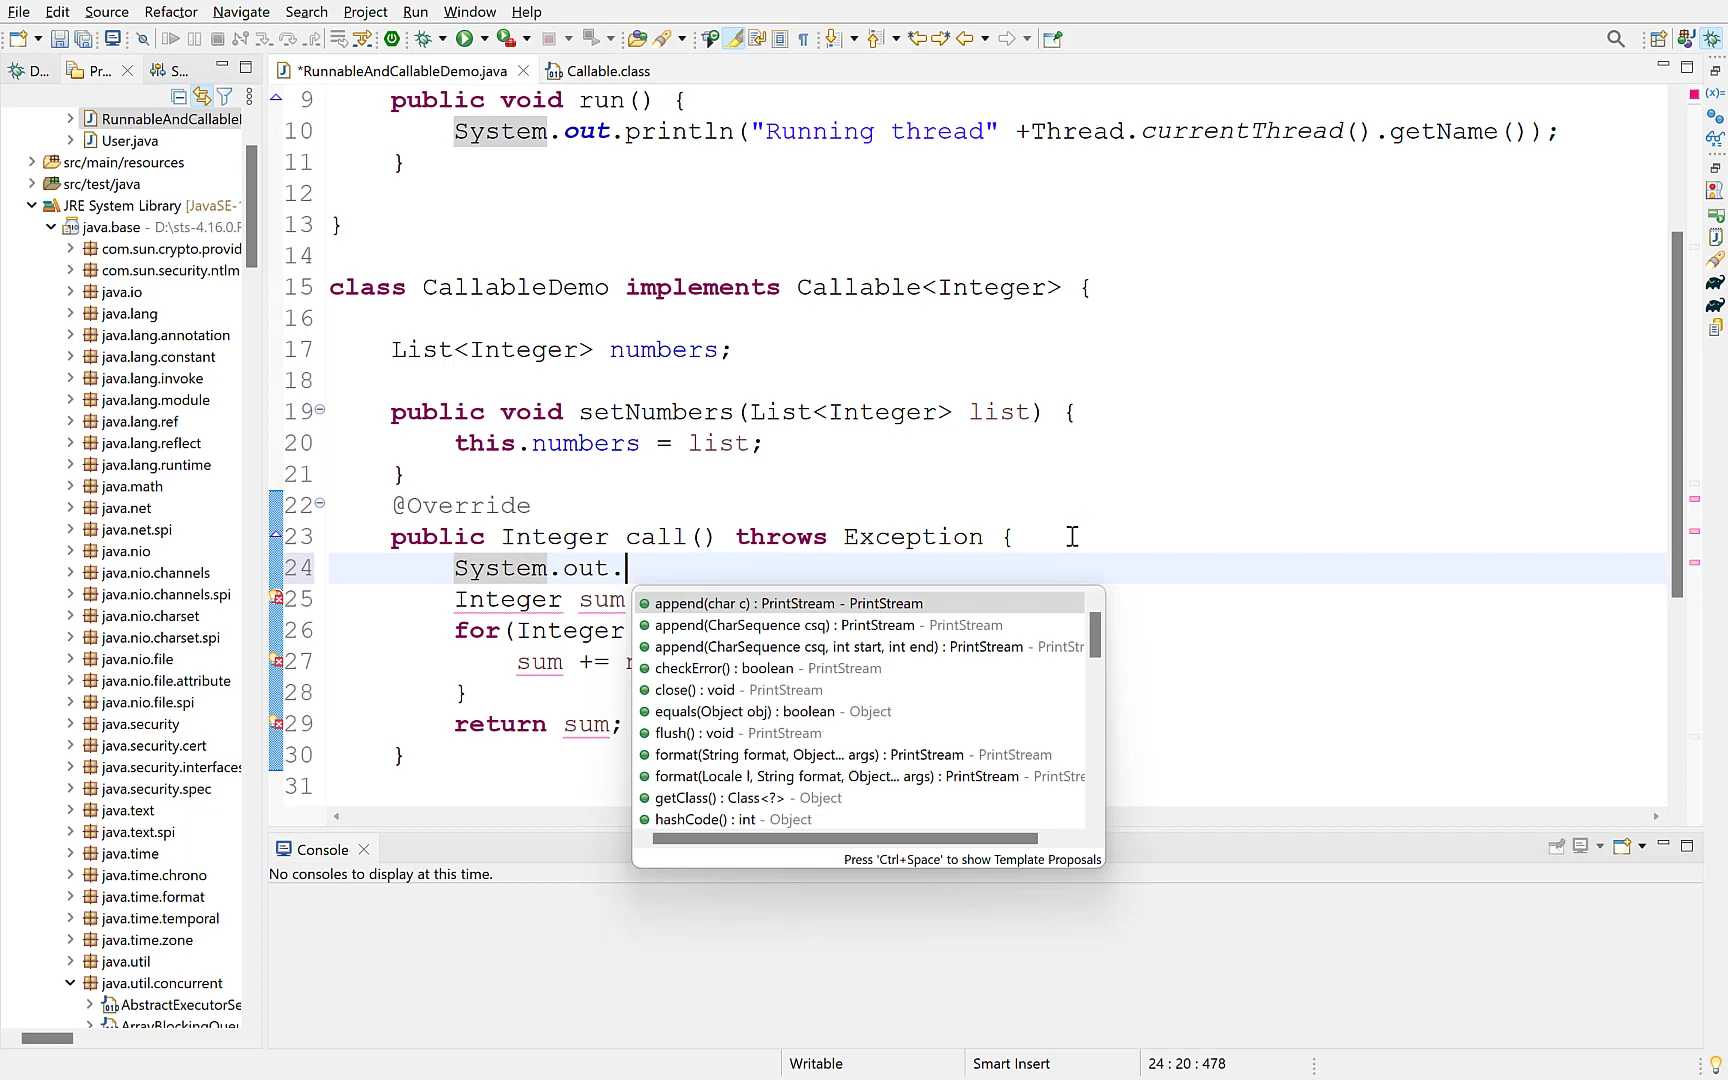 File Edit Source Refactor Navigate Search Project Run Window Help
D... Pr... S...
*RunnableAndCallableDemo.java Callable.class
RunnableAndCallable
User.java
src/main/resources
src/test/java
JRE System Library [JavaSE-
java.base - D:\sts-4.16.0.
com.sun.crypto.provid
com.sun.security.ntlm
java.io
java.lang
java.lang.annotation
java.lang.constant
java.lang.invoke
java.lang.module
java.lang.ref
java.lang.reflect
java.lang.runtime
java.math
java.net
java.net.spi
java.nio
java.nio.channels
java.nio.channels.spi
java.nio.charset
java.nio.charset.spi
java.nio.file
java.nio.file.attribute
java.nio.file.spi
java.security
java.security.cert
java.security.interfaces
java.security.spec
java.text
java.text.spi
java.time
java.time.chrono
java.time.format
java.time.temporal
java.time.zone
java.util
java.util.concurrent
AbstractExecutorSe
ArrayBlockingQue
9 public void run() {
10 System.out.println("Running thread" +Thread.currentThread().getName());
11 }
12
13 }
14
15 class CallableDemo implements Callable<Integer> {
16
17 List<Integer> numbers;
18
19 public void setNumbers(List<Integer> list) {
20 this.numbers = list;
21 }
22 @Override
23 public Integer call() throws Exception {
24 System.out.
25 Integer sum
26 for(Integer
27 sum +=
28 }
29 return sum;
30 }
31
append(char c) : PrintStream - PrintStream
append(CharSequence csq) : PrintStream - PrintStream
append(CharSequence csq, int start, int end) : PrintStream - PrintStr
checkError() : boolean - PrintStream
close() : void - PrintStream
equals(Object obj) : boolean - Object
flush() : void - PrintStream
format(String format, Object... args) : PrintStream - PrintStream
format(Locale l, String format, Object... args) : PrintStream - PrintStre
getClass() : Class<?> - Object
hashCode() : int - Object
Press 'Ctrl+Space' to show Template Proposals
Console
No consoles to display at this time.
Writable Smart Insert 24 : 20 : 478